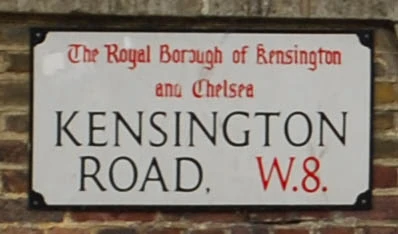 The Royal Borough of Kensington
and Chelsea
KENSINGTON
ROAD, W.8.